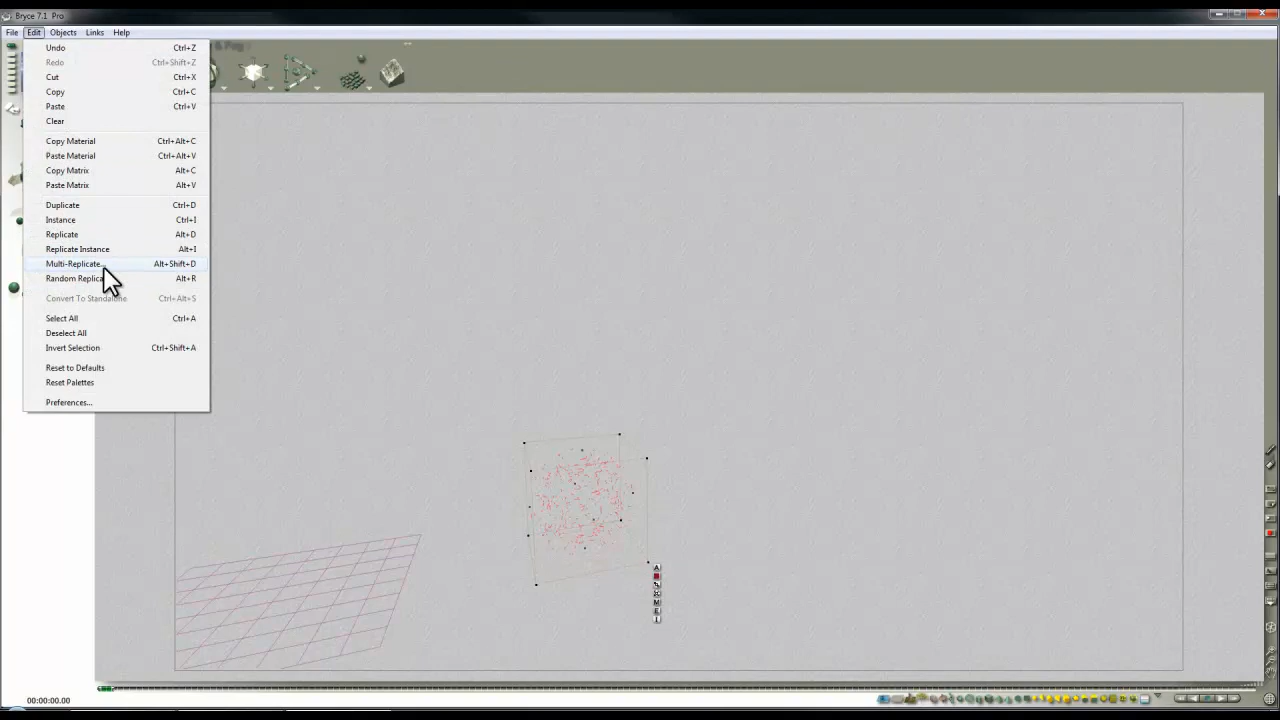 Bryce 7.1 Pro
File Edit Objects Links Help
Undo Ctrl+Z
Redo Ctrl+Shift+Z
Cut Ctrl+X
Copy Ctrl+C
Paste Ctrl+V
Clear
Copy Material Ctrl+Alt+C
Paste Material Ctrl+Alt+V
Copy Matrix Alt+C
Paste Matrix Alt+V
Duplicate Ctrl+D
Instance Ctrl+I
Replicate Alt+D
Replicate Instance Alt+I
Multi-Replicate... Alt+Shift+D
Random Replica Alt+R
Convert To Standalone Ctrl+Alt+S
Select All Ctrl+A
Deselect All
Invert Selection Ctrl+Shift+A
Reset to Defaults
Reset Palettes
Preferences...
A
M
E
I
00:00:00.00